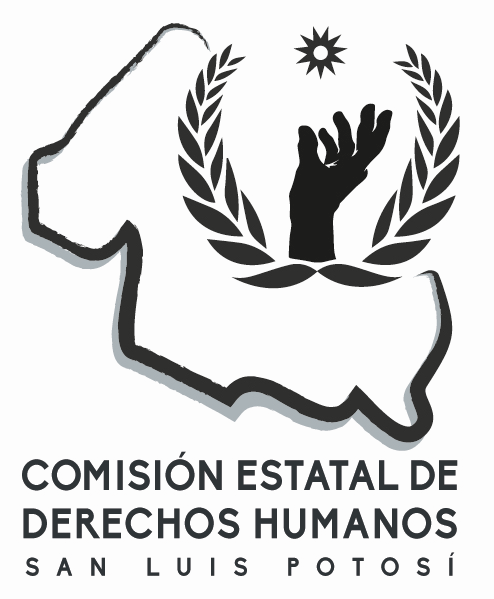 COMISIÓN ESTATAL DE
DERECHOS HUMANOS
SAN LUIS POTOSÍ